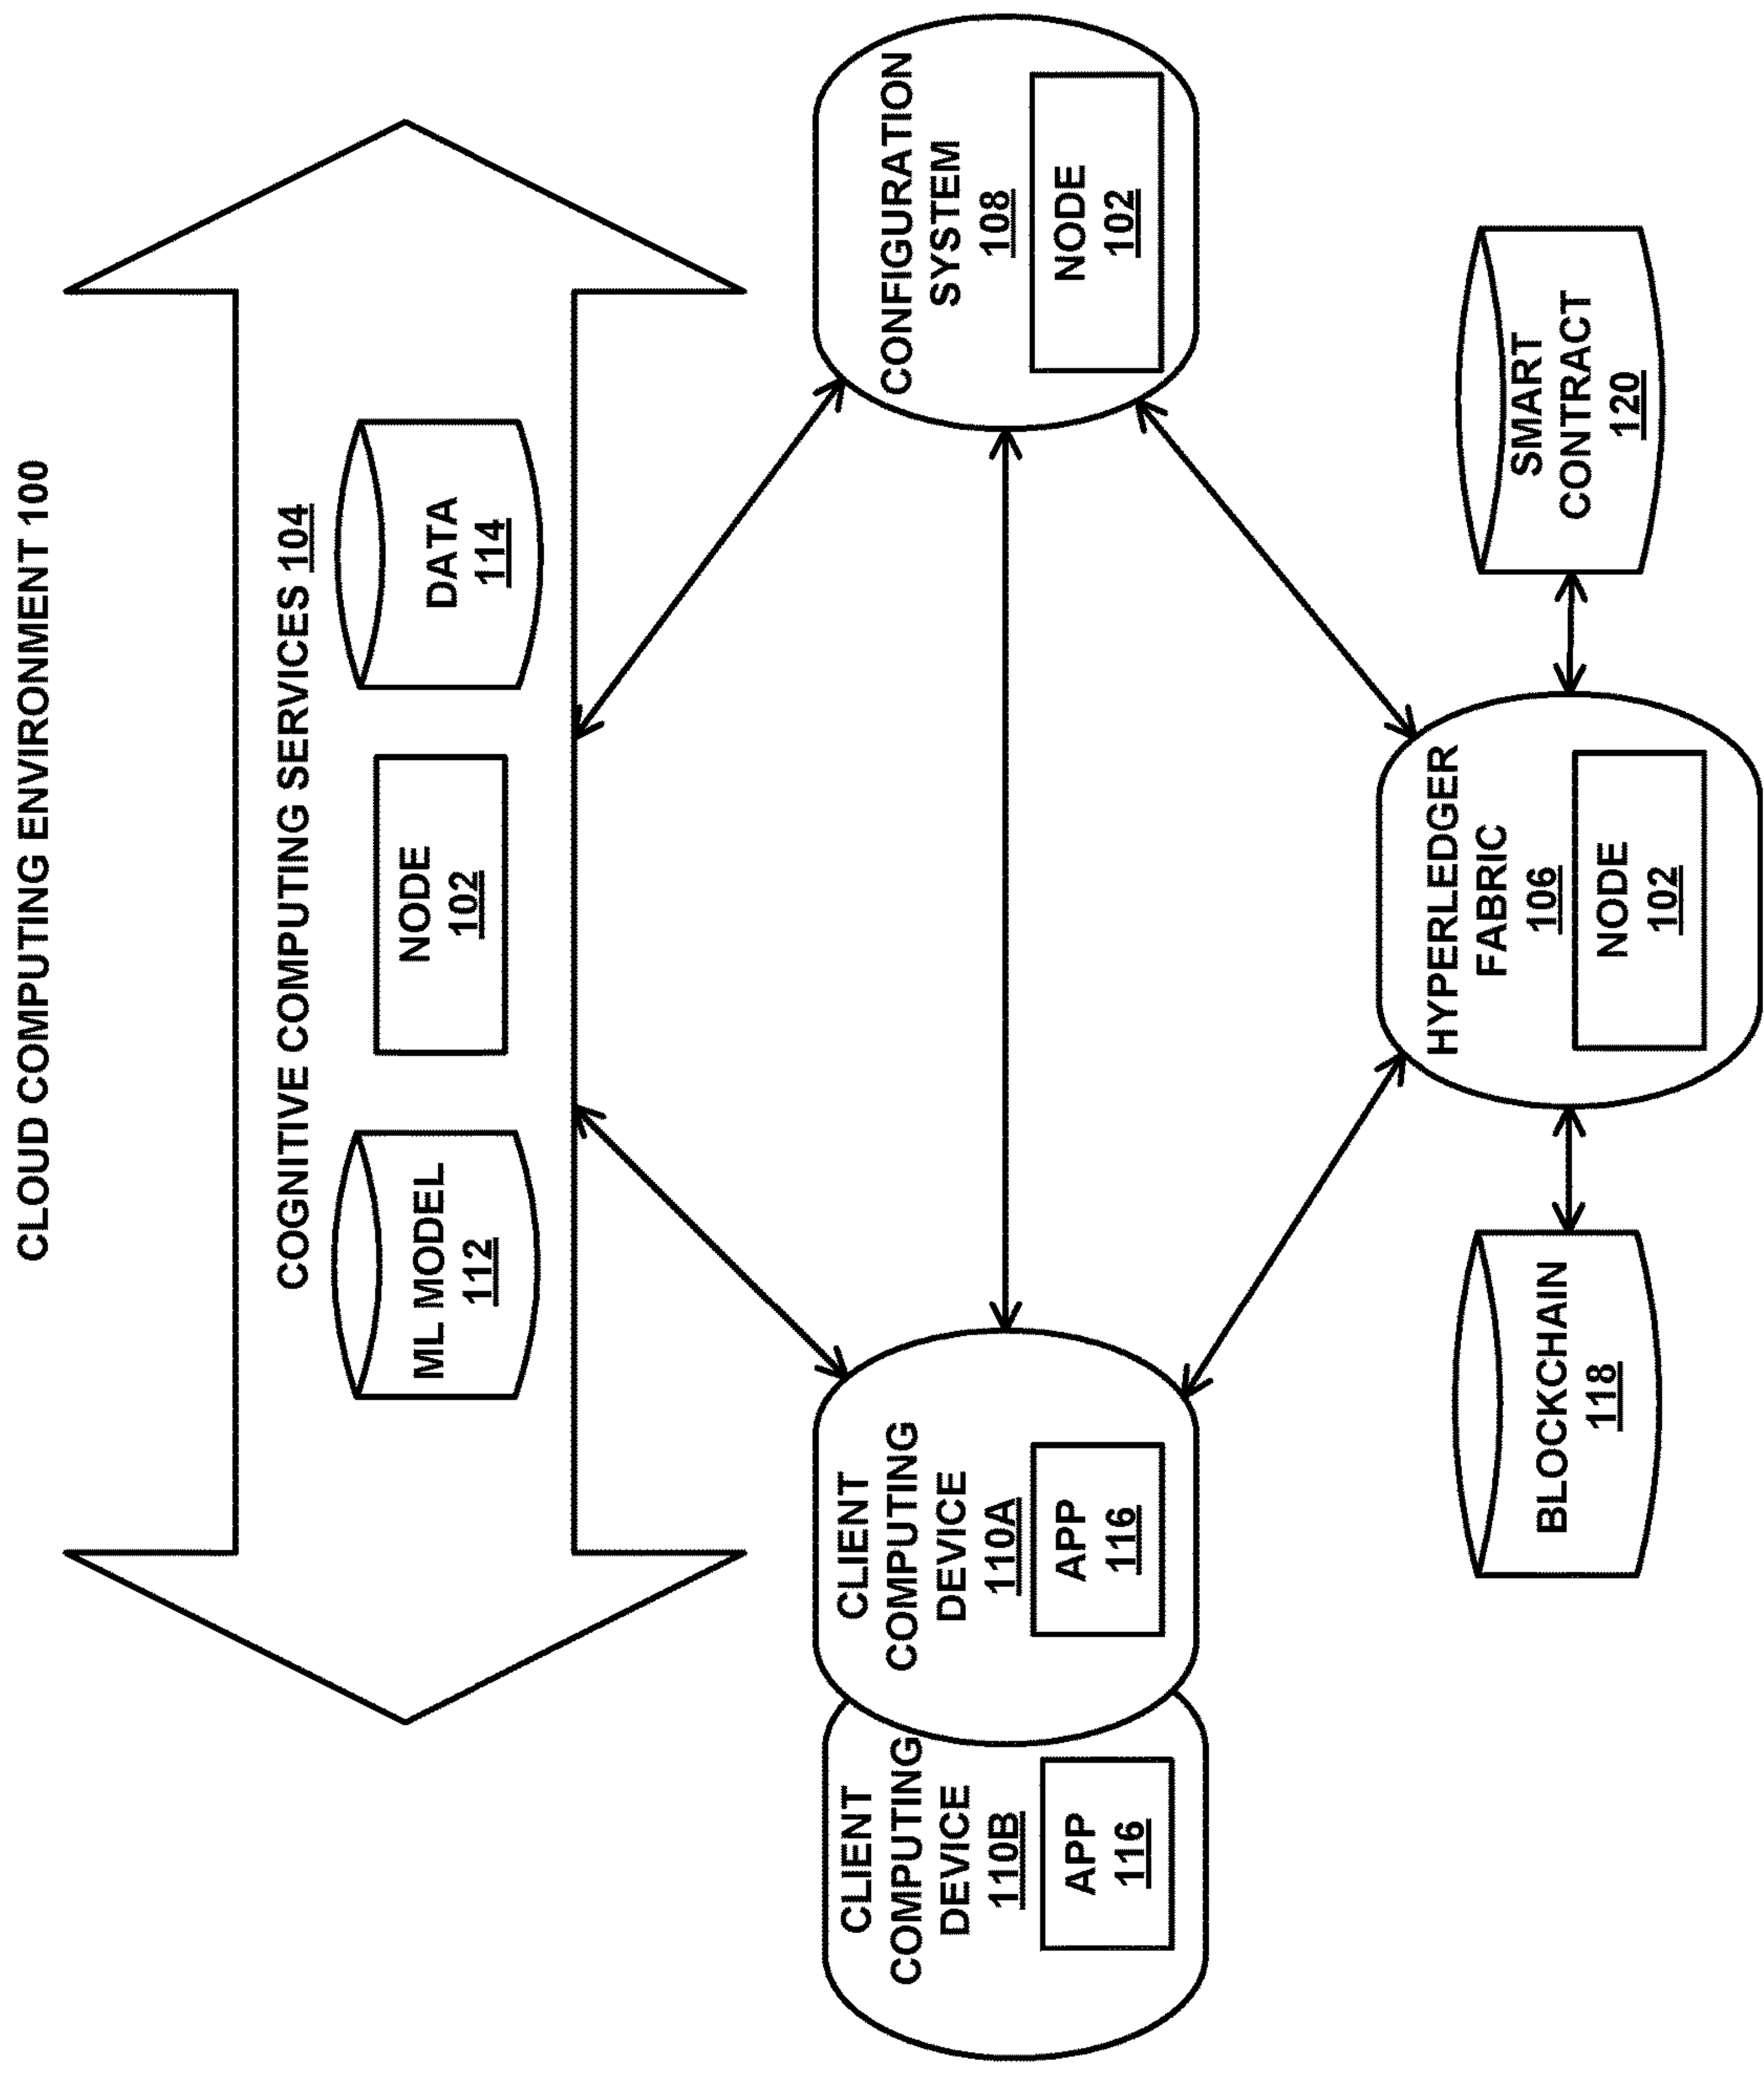 CLOUD COMPUTING ENVIRONMENT 100
COGNITIVE COMPUTING SERVICES 104
ML MODEL
112
NODE
102
DATA
114
CLIENT
COMPUTING
DEVICE
110B
APP
116
CLIENT
COMPUTING
DEVICE
110A
APP
116
CONFIGURATION
SYSTEM
108
NODE
102
HYPERLEDGER
FABRIC
106
NODE
102
BLOCKCHAIN
118
SMART
CONTRACT
120